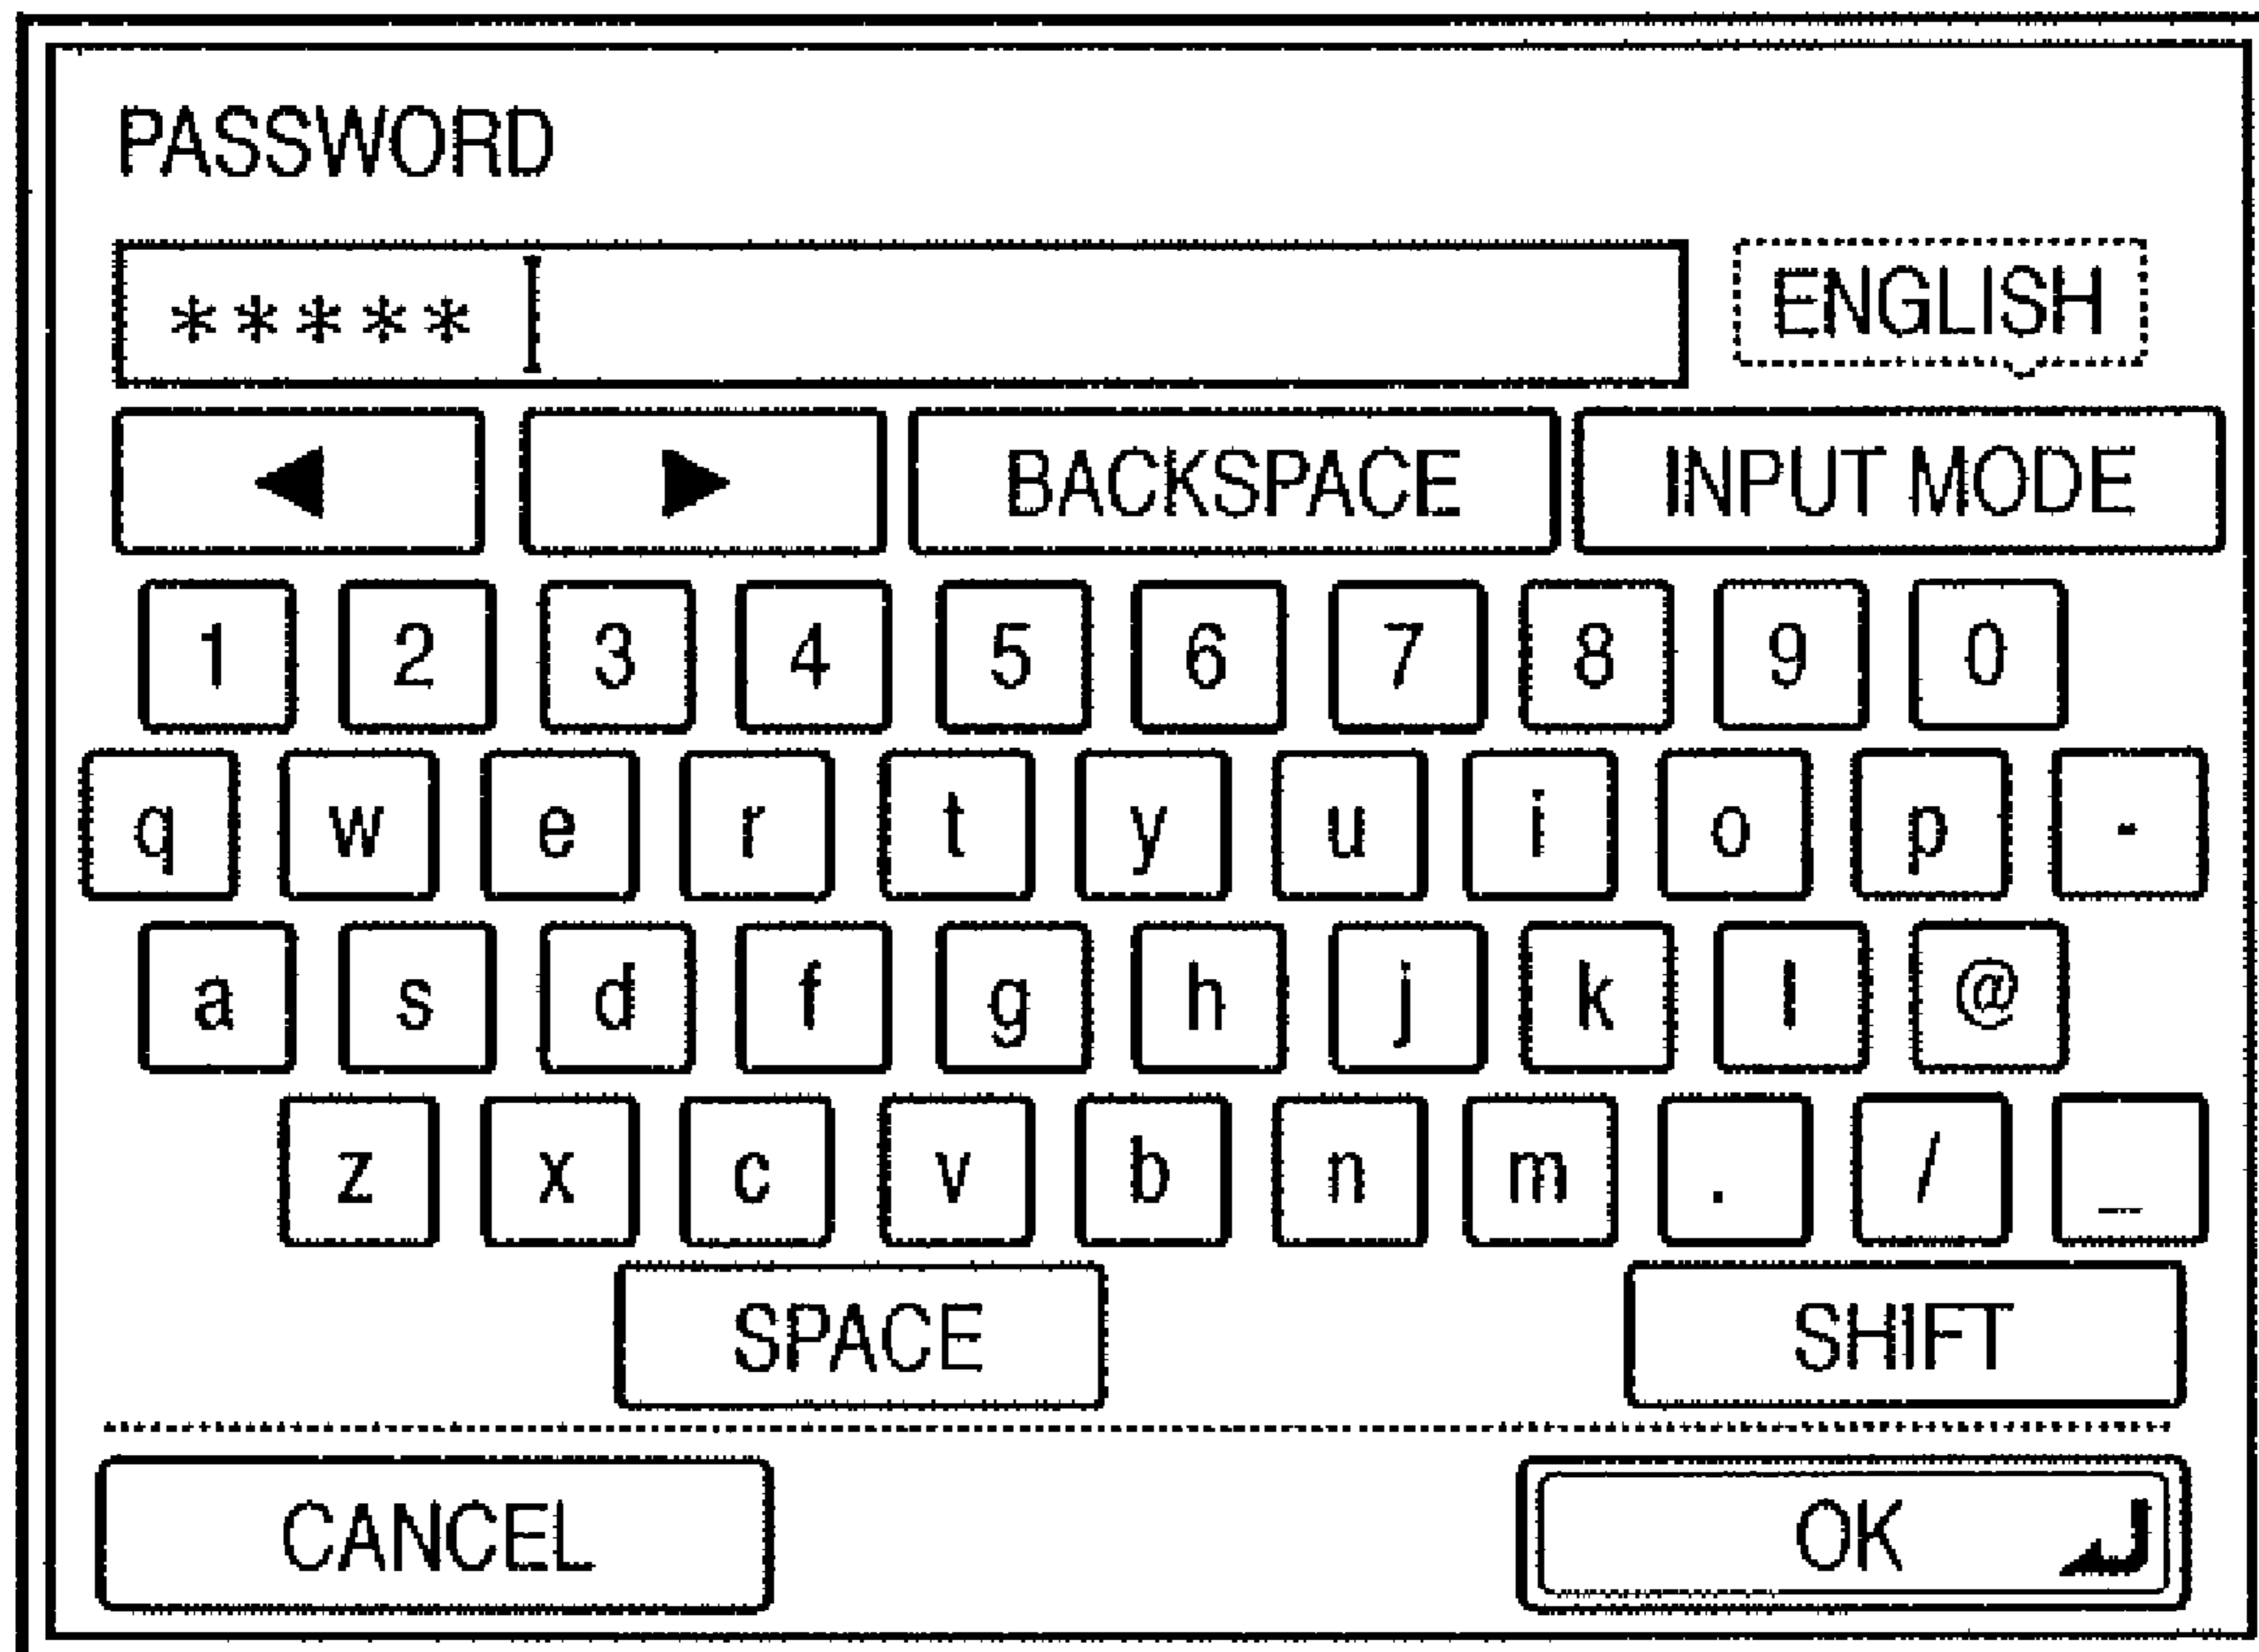 PASSWORD
***** ENGLISH
◀ ▶ BACKSPACE INPUT MODE
1 2 3 4 5 6 7 8 9 0
q w e r t y u i o p -
a s d f g h j k l @
z x c v b n m . / _
SPACE SHIFT
CANCEL OK